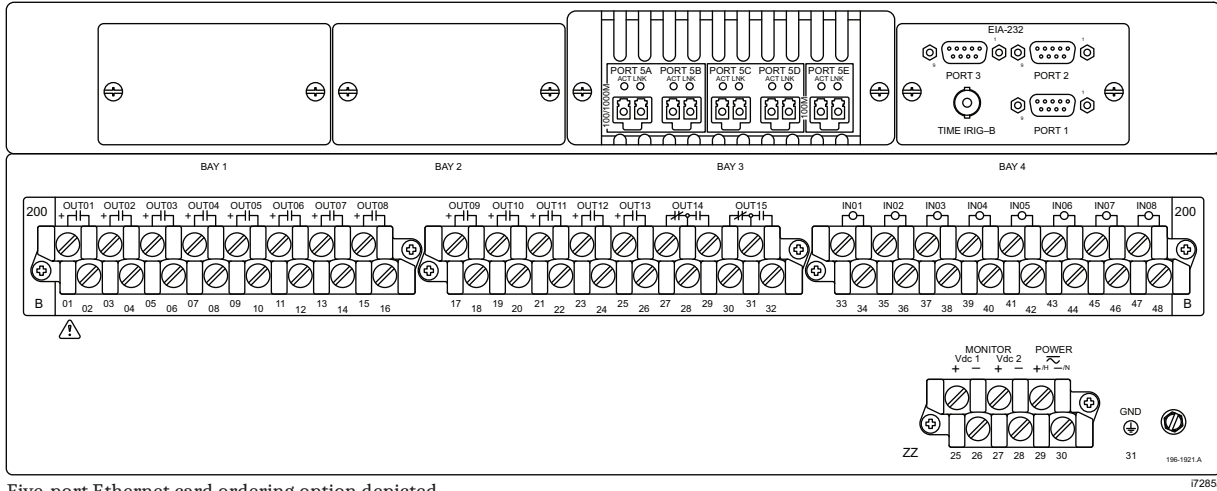 EIA-232
PORT 5A PORT 5B PORT 5C PORT 5D PORT 5E
ACT LNK ACT LNK ACT LNK ACT LNK ACT LNK
100/1000M
100M
1 1
9 9
PORT 3 PORT 2
1
9
TIME IRIG–B PORT 1
BAY 1 BAY 2 BAY 3 BAY 4
200 OUT01 OUT02 OUT03 OUT04 OUT05 OUT06 OUT07 OUT08 OUT09 OUT10 OUT11 OUT12 OUT13 OUT14 OUT15 IN01 IN02 IN03 IN04 IN05 IN06 IN07 IN08 200
+ + + + + + + + + + + + + + +
B 01 02 03 04 05 06 07 08 09 10 11 12 13 14 15 16 17 18 19 20 21 22 23 24 25 26 27 28 29 30 31 32 33 34 35 36 37 38 39 40 41 42 43 44 45 46 47 48 B
MONITOR POWER
Vdc 1 Vdc 2
+ – + – +/H –/N
GND
ZZ 25 26 27 28 29 30 31
196-1921.A
i7285
Five-port Ethernet card ordering option depicted